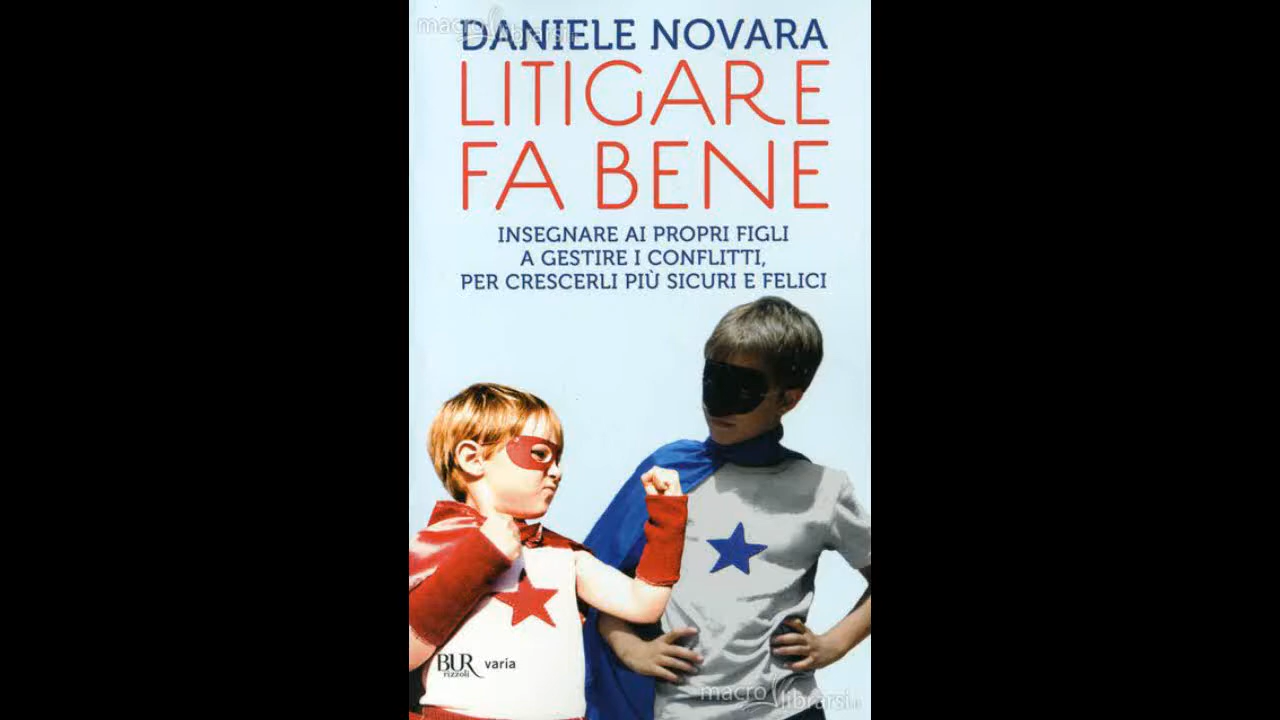 macrolibrarsi
DANIELE NOVARA
LITIGARE
FA BENE
INSEGNARE AI PROPRI FIGLI
A GESTIRE I CONFLITTI,
PER CRESCERLI PIÙ SICURI E FELICI
BUR varia
rizzoli
macrolibrarsi.it